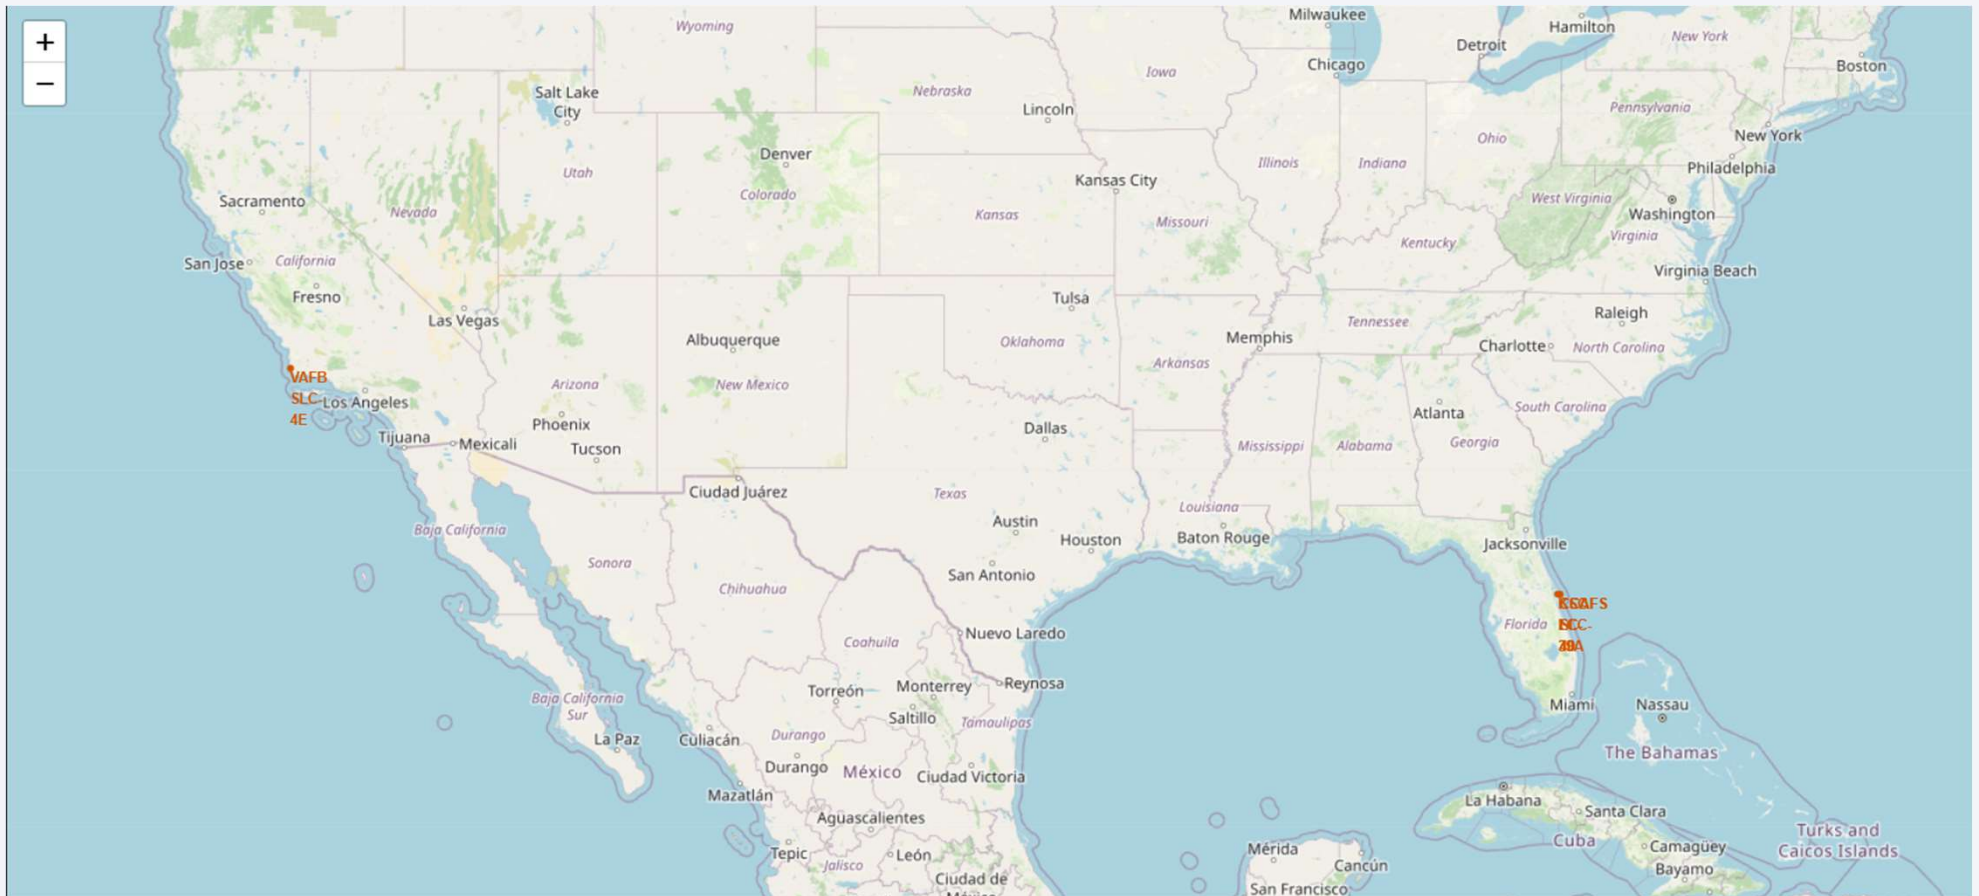 +
−
Wyoming
Milwaukee
Hamilton
New York
Detroit
Chicago
Boston
Iowa
Salt Lake
City
Nebraska
Lincoln
Pennsylvania
New York
Ohio
Denver
Illinois
Indiana
Philadelphia
Utah
Colorado
Kansas City
West Virginia
Sacramento
Nevada
Kansas
Missouri
Washington
Virginia
Kentucky
San Jose
California
Virginia Beach
Fresno
Tulsa
Las Vegas
Raleigh
Tennessee
Albuquerque
Oklahoma
Memphis
Charlotte
North Carolina
Arkansas
VAFB
SLC-
4E
Los Angeles
Arizona
New Mexico
South Carolina
Atlanta
Phoenix
Dallas
Tijuana
Mexicali
Tucson
Mississippi
Alabama
Georgia
Ciudad Juárez
Texas
Louisiana
Baja California
Austin
Houston
Baton Rouge
Jacksonville
Sonora
San Antonio
Chihuahua
Florida
Nuevo Laredo
Coahuila
Torreón
Monterrey
Reynosa
Baja California
Sur
Saltillo
Tamaulipas
Miami
Nassau
La Paz
Culiacán
Durango
The Bahamas
Durango
México
Ciudad Victoria
Mazatlán
La Habana
Santa Clara
Aguascalientes
Turks and
Caicos Islands
Cuba
Camagüey
Tepic
Jalisco
León
Mérida
Cancún
Bayamo
Ciudad de
México
San Francisco